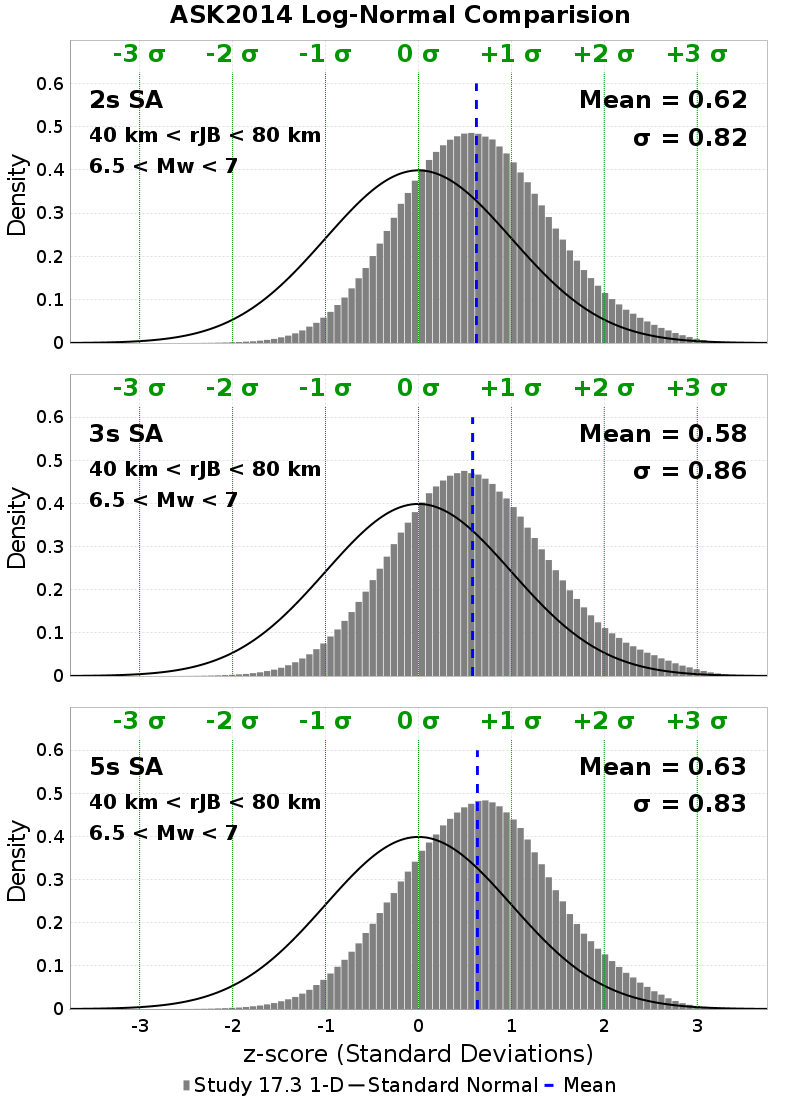 ASK2014 Log-Normal Comparision
-3 σ -2 σ -1 σ 0 σ +1 σ +2 σ +3 σ
2s SA
Mean = 0.62
40 km < rJB < 80 km
σ = 0.82
6.5 < Mw < 7
Density
0.6
0.5
0.4
0.3
0.2
0.1
0
-3 σ -2 σ -1 σ 0 σ +1 σ +2 σ +3 σ
3s SA
Mean = 0.58
40 km < rJB < 80 km
σ = 0.86
6.5 < Mw < 7
Density
0.6
0.5
0.4
0.3
0.2
0.1
0
-3 σ -2 σ -1 σ 0 σ +1 σ +2 σ +3 σ
5s SA
Mean = 0.63
40 km < rJB < 80 km
σ = 0.83
6.5 < Mw < 7
Density
0.6
0.5
0.4
0.3
0.2
0.1
0
-3 -2 -1 0 1 2 3
z-score (Standard Deviations)
Study 17.3 1-D Standard Normal Mean